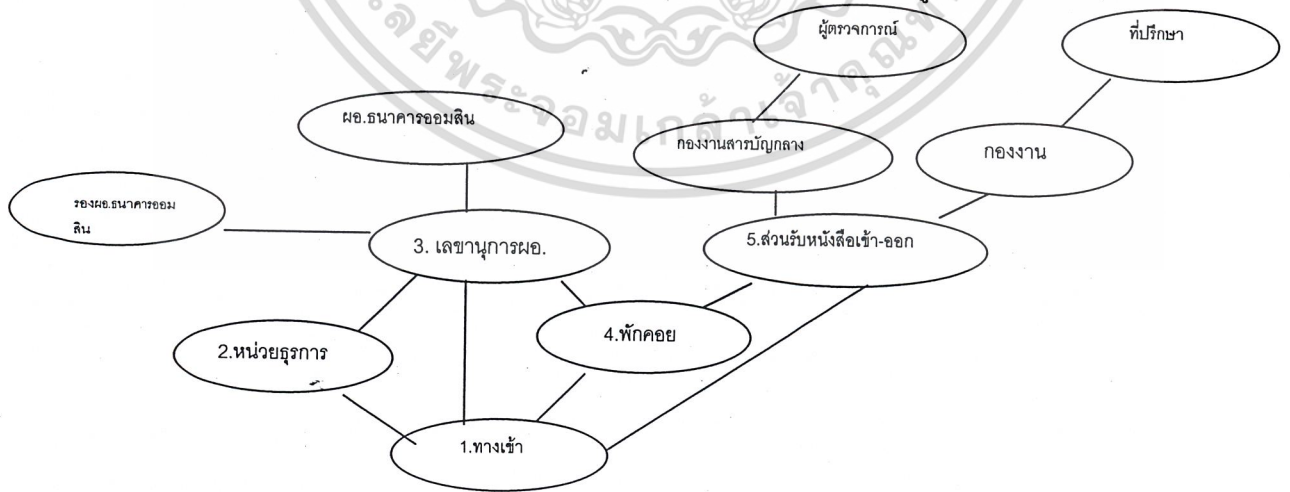 ผู้ตรวจการณ์
ที่ปรึกษา
ผอ.ธนาคารออมสิน
กองงานสารบัญกลาง
กองงาน
รองผอ.ธนาคารออม
สิน
3. เลขานุการผอ.
5.ส่วนรับหนังสือเข้า-ออก
2.หน่วยธุรการ
4.พักคอย
1.ทางเข้า